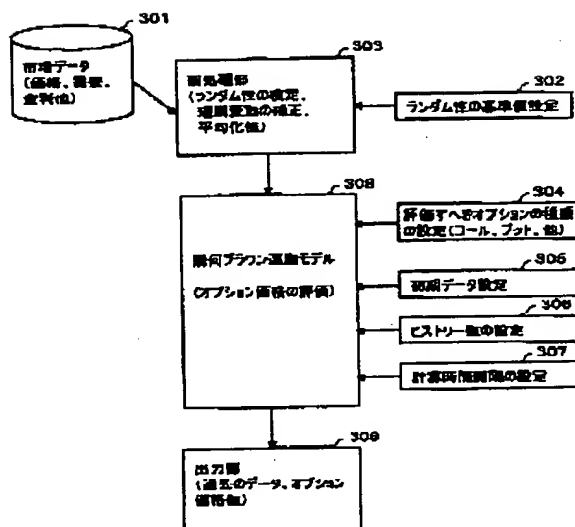 301
市場データ
(価格、需要、
金利他)
303
前処理部
(ランダム性の検定、
週間変動の補正、
平均化他)
302
ランダム性の基準値設定
308
幾何ブラウン運動モデル
(オプション価格の評価)
304
評価すべきオプションの種類
の設定(コール、プット、他)
305
初期データ設定
306
ヒストリー数の設定
307
計算時間間隔の設定
309
出力部
(過去のデータ、オプション
価格他)